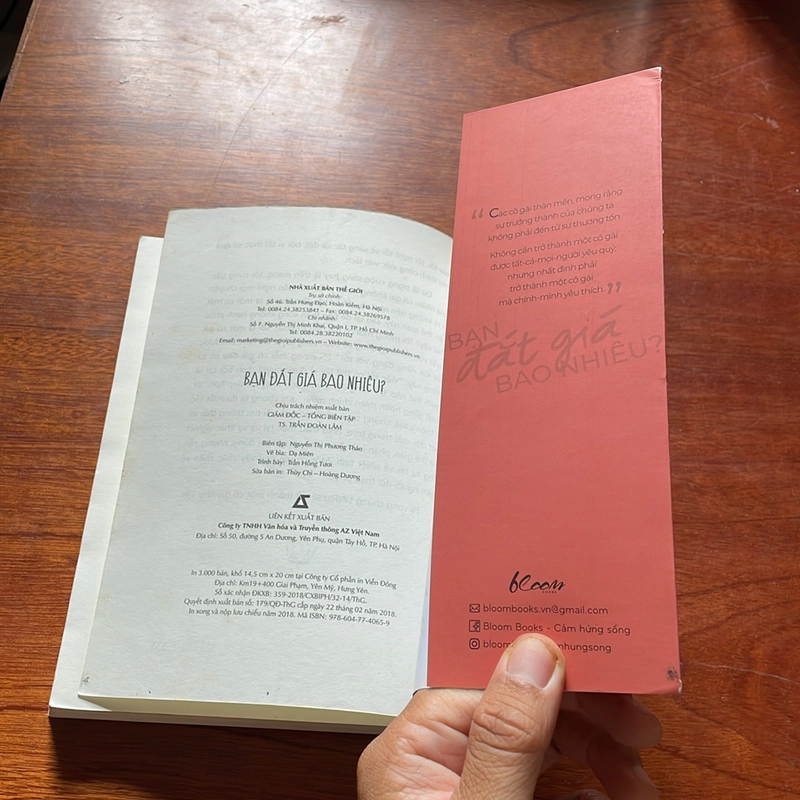 NHÀ XUẤT BẢN THẾ GIỚI
Trụ sở chính:
Số 46, Trần Hưng Đạo, Hoàn Kiếm, Hà Nội
Tel: 0084.24.38253841 – Fax: 0084.24.38269578
Chi nhánh:
Số 7, Nguyễn Thị Minh Khai, Quận I, TP. Hồ Chí Minh
Tel: 0084.28.38220102
Email: marketing@thegioipublishers.vn – Website: www.thegioipublishers.vn
BẠN ĐẮT GIÁ BAO NHIÊU?
Chịu trách nhiệm xuất bản
GIÁM ĐỐC – TỔNG BIÊN TẬP
TS. TRẦN ĐOÀN LÂM
Biên tập: Nguyễn Thị Phương Thảo
Vẽ bìa: Dạ Miên
Trình bày: Trần Hồng Tươi
Sửa bản in: Thủy Chi – Hoàng Dương
LIÊN KẾT XUẤT BẢN
Công ty TNHH Văn hóa và Truyền thông AZ Việt Nam
Địa chỉ: Số 50, đường 5 An Dương, Yên Phụ, quận Tây Hồ, TP. Hà Nội
In 3.000 bản, khổ 14,5 cm x 20 cm tại Công ty Cổ phần in Viễn Đông
Địa chỉ: Km19+400 Giai Phạm, Yên Mỹ, Hưng Yên.
Số xác nhận ĐKXB: 359-2018/CXBIPH/32-14/ThG.
Quyết định xuất bản số: 179/QĐ-ThG cấp ngày 22 tháng 02 năm 2018.
In xong và nộp lưu chiểu năm 2018. Mã ISBN: 978-604-77-4065-9
“ Các cô gái thân mến, mong rằng
sự trưởng thành của chúng ta
không phải đến từ sự thương tổn.
Không cần trở thành một cô gái
được tất-cả-mọi-người yêu quý,
nhưng nhất định phải
trở thành một cô gái
mà chính-mình yêu thích. ”
BẠN
đắt giá
BAO NHIÊU?
bloom
BOOKS
bloombooks.vn@gmail.com
Bloom Books - Cảm hứng sống
bloom
mhungsong